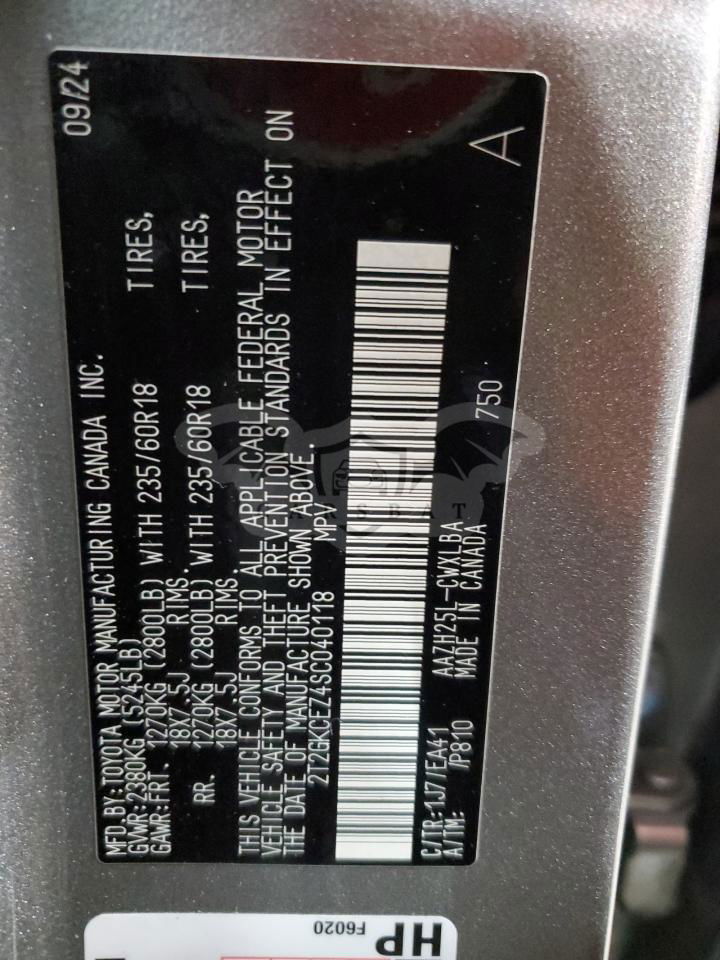 MFD. BY: TOYOTA MOTOR MANUFACTURING CANADA INC. 09/24
GVWR: 2380KG (5245LB)
GAWR: FRT. 1270KG (2800LB) WITH 235/60R18 TIRES,
18X7.5J RIMS.
RR. 1270KG (2800LB) WITH 235/60R18 TIRES,
18X7.5J RIMS.
THIS VEHICLE CONFORMS TO ALL APPLICABLE FEDERAL MOTOR
VEHICLE SAFETY AND THEFT PREVENTION STANDARDS IN EFFECT ON
THE DATE OF MANUFACTURE SHOWN ABOVE.
2T2GKCEZ4SC040118 MPV
C/TR: 1J77/EA41 AAZH25L-CWXLBA
A/TM: /P810 MADE IN CANADA 750 A
CARSBAT
HP
F6020